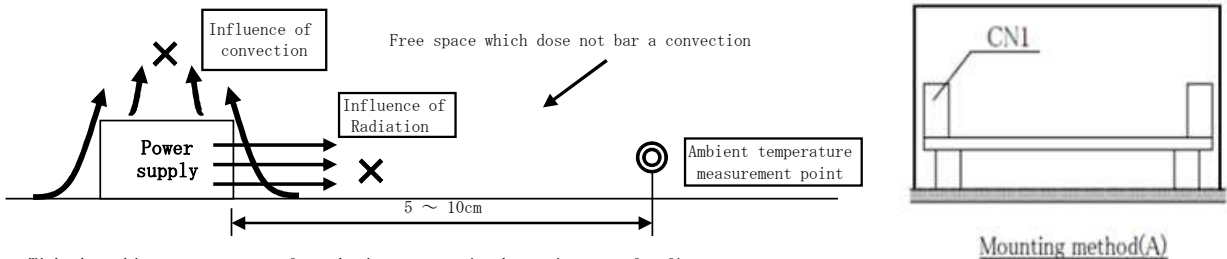 Influence of
convection
Free space which dose not bar a convection
Influence of
Radiation
Power
supply
Ambient temperature
measurement point
5 ～ 10cm
CN1
Mounting method(A)